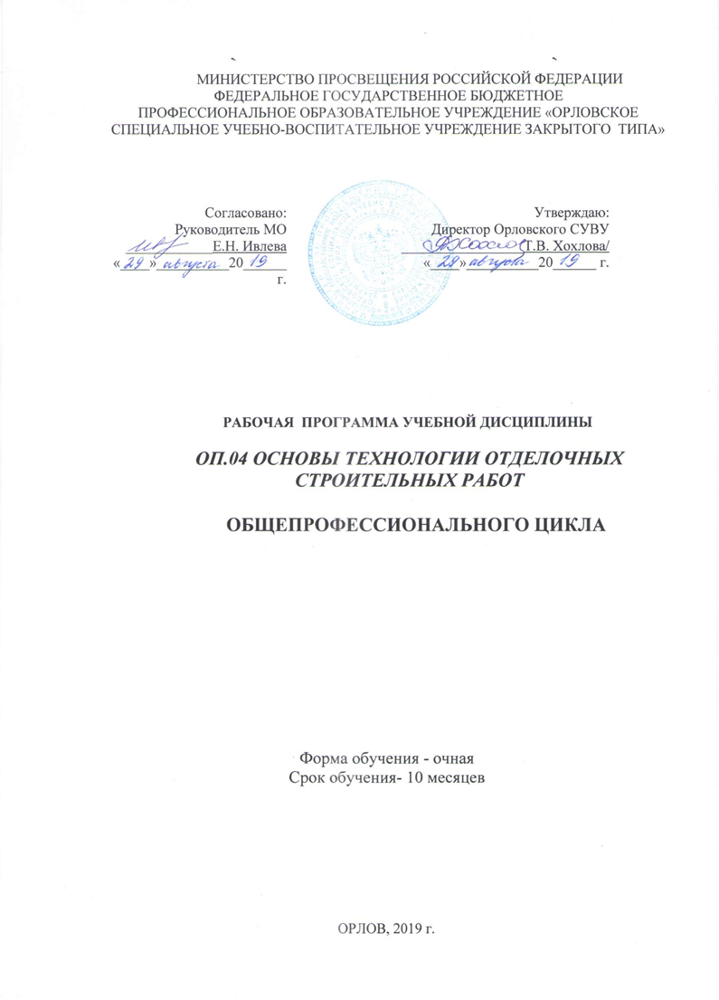 МИНИСТЕРСТВО ПРОСВЕЩЕНИЯ РОССИЙСКОЙ ФЕДЕРАЦИИ
ФЕДЕРАЛЬНОЕ ГОСУДАРСТВЕННОЕ БЮДЖЕТНОЕ
ПРОФЕССИОНАЛЬНОЕ ОБРАЗОВАТЕЛЬНОЕ УЧРЕЖДЕНИЕ «ОРЛОВСКОЕ
СПЕЦИАЛЬНОЕ УЧЕБНО-ВОСПИТАТЕЛЬНОЕ УЧРЕЖДЕНИЕ ЗАКРЫТОГО ТИПА»
Согласовано:
Руководитель МО
Е.Н. Ивлева
«29» августа 2019
г.
Утверждаю:
Директор Орловского СУВУ
Т.В. Хохлова/
«29» августа 2019 г.
РАБОЧАЯ ПРОГРАММА УЧЕБНОЙ ДИСЦИПЛИНЫ
ОП.04 ОСНОВЫ ТЕХНОЛОГИИ ОТДЕЛОЧНЫХ
СТРОИТЕЛЬНЫХ РАБОТ
ОБЩЕПРОФЕССИОНАЛЬНОГО ЦИКЛА
Форма обучения - очная
Срок обучения- 10 месяцев
ОРЛОВ, 2019 г.